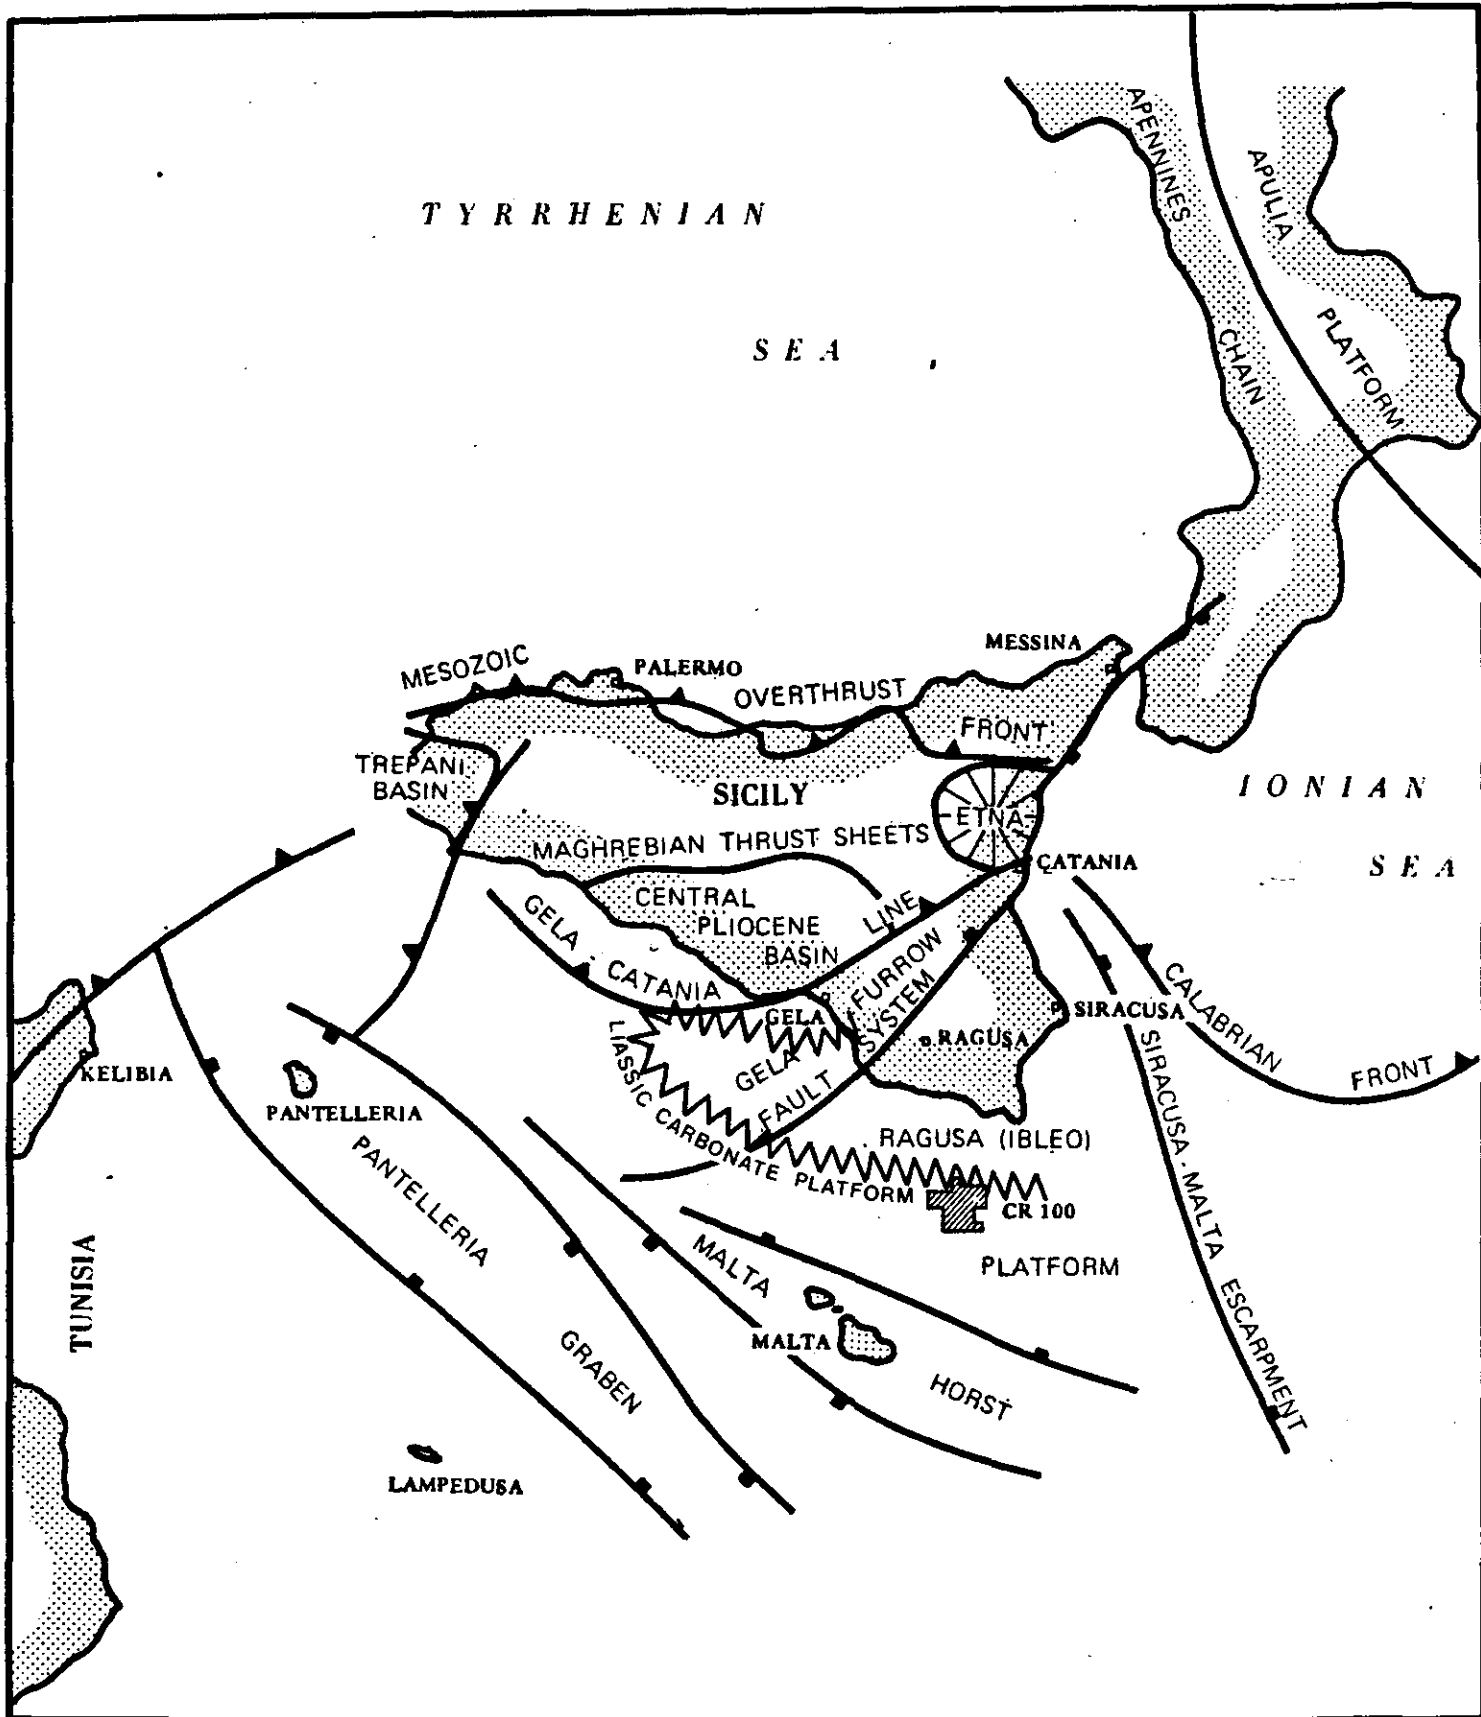 APENNINES
CHAIN
APULIA
PLATFORM
TYRRHENIAN
SEA
MESSINA
MESOZOIC
PALERMO
OVERTHRUST
FRONT
TREPANI
BASIN
SICILY
ETNA
IONIAN
SEA
MAGHREBIAN THRUST SHEETS
CATANIA
CENTRAL
PLIOCENE
BASIN
GELA - CATANIA
LINE
FURROW
SYSTEM
GELA
GELA
FAULT
RAGUSA
SIRACUSA
CALABRIAN
FRONT
SIRACUSA - MALTA ESCARPMENT
LIASSIC CARBONATE PLATFORM
RAGUSA (IBLEO)
CR 100
PLATFORM
KELIBIA
PANTELLERIA
PANTELLERIA
GRABEN
MALTA
MALTA
HORST
TUNISIA
LAMPEDUSA